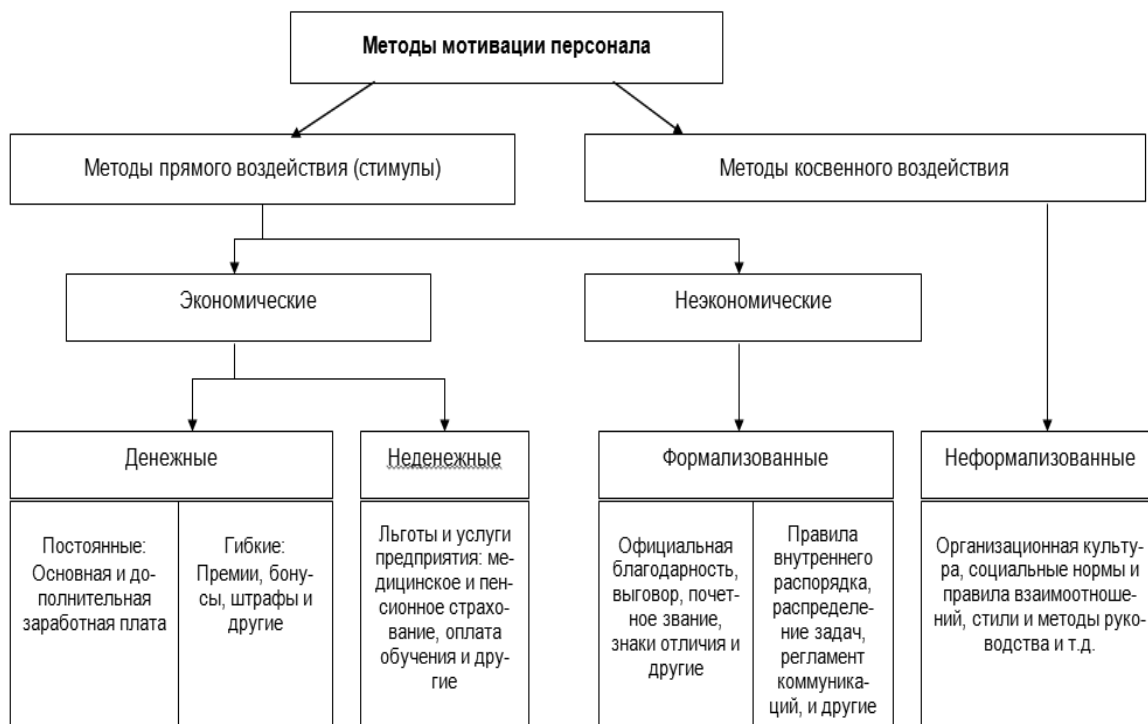 Методы мотивации персонала
Методы прямого воздействия (стимулы)
Методы косвенного воздействия
Экономические
Неэкономические
Денежные
Неденежные
Формализованные
Неформализованные
Постоянные:
Основная и до-
полнительная
заработная плата
Гибкие:
Премии, бону-
сы, штрафы и
другие
Льготы и услуги
предприятия: ме-
дицинское и пен-
сионное страхо-
вание, оплата
обучения и дру-
гие
Официальная
благодарность,
выговор, почет-
ное звание,
знаки отличия и
другие
Правила
внутреннего
распорядка,
распределе-
ние задач,
регламент
коммуника-
ций, и другие
Организационная культу-
ра, социальные нормы и
правила взаимоотноше-
ний, стили и методы руко-
водства и т.д.